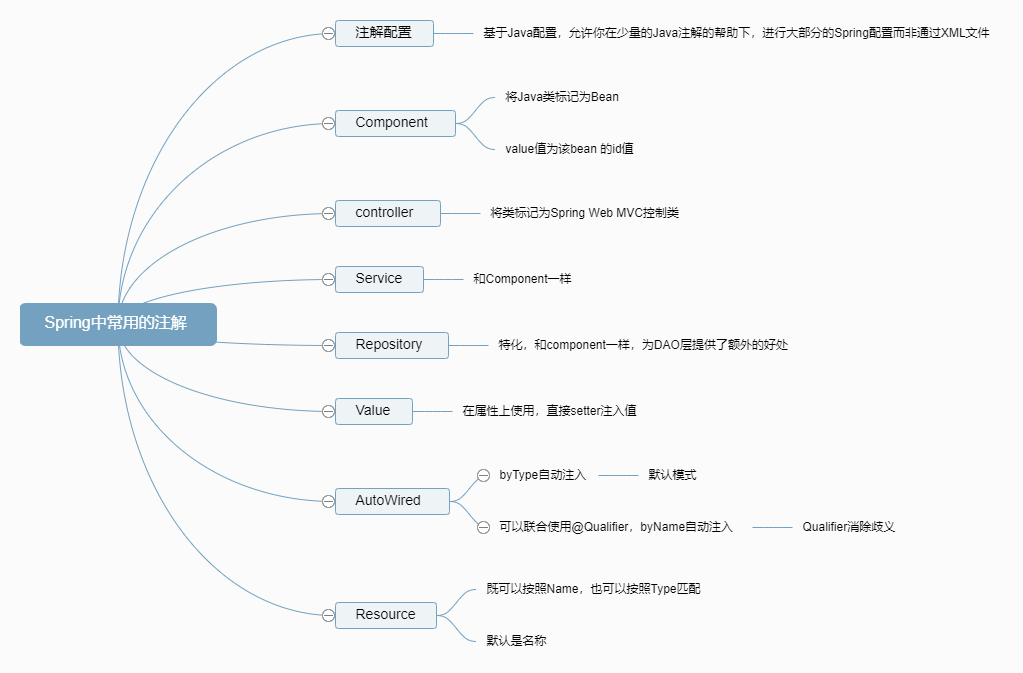 注解配置
基于Java配置，允许你在少量的Java注解的帮助下，进行大部分的Spring配置而非通过XML文件
Component
将Java类标记为Bean
value值为该bean 的id值
controller
将类标记为Spring Web MVC控制类
Service
和Component一样
Spring中常用的注解
Repository
特化，和component一样，为DAO层提供了额外的好处
Value
在属性上使用，直接setter注入值
AutoWired
byType自动注入
默认模式
可以联合使用@Qualifier，byName自动注入
Qualifier消除歧义
Resource
既可以按照Name，也可以按照Type匹配
默认是名称